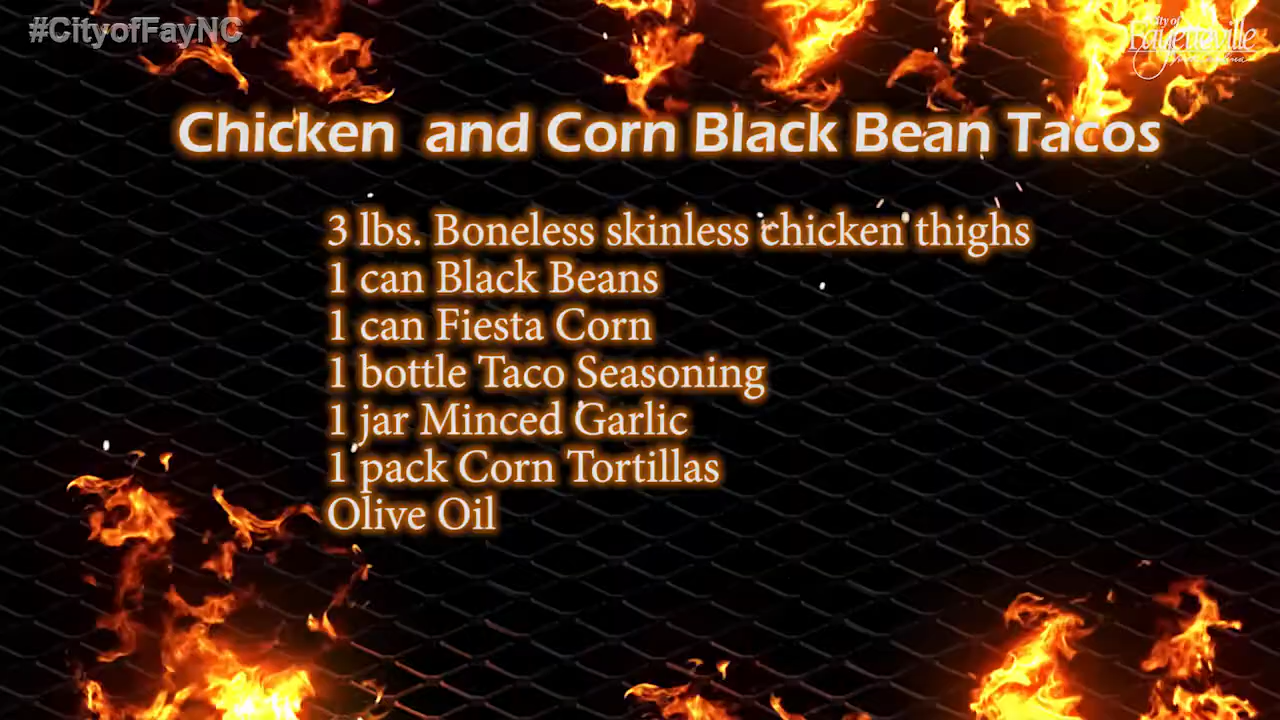 #CityofFayNC
City of
Fayetteville
North Carolina
Chicken and Corn Black Bean Tacos
3 lbs. Boneless skinless chicken thighs
1 can Black Beans
1 can Fiesta Corn
1 bottle Taco Seasoning
1 jar Minced Garlic
1 pack Corn Tortillas
Olive Oil